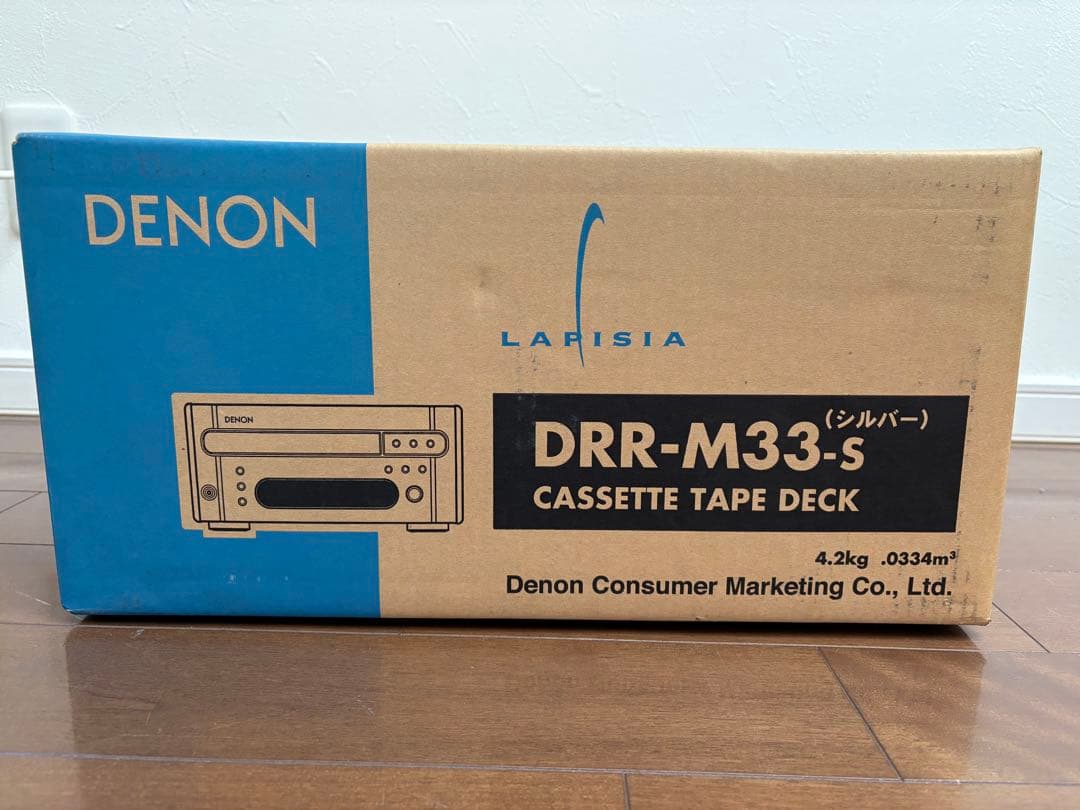 DENON
LAPISIA
DENON
(シルバー)
DRR-M33-S
CASSETTE TAPE DECK
4.2kg .0334m³
Denon Consumer Marketing Co., Ltd.